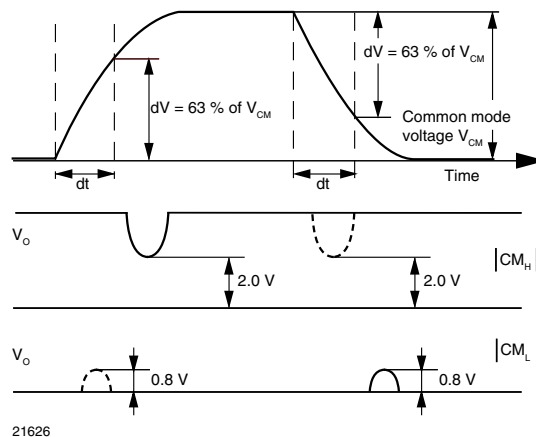 dV = 63 % of V_CM
dV = 63 % of V_CM
Common mode
voltage V_CM
dt
dt
Time
V_O
2.0 V
2.0 V
|CM_H|
V_O
0.8 V
0.8 V
|CM_L
21626